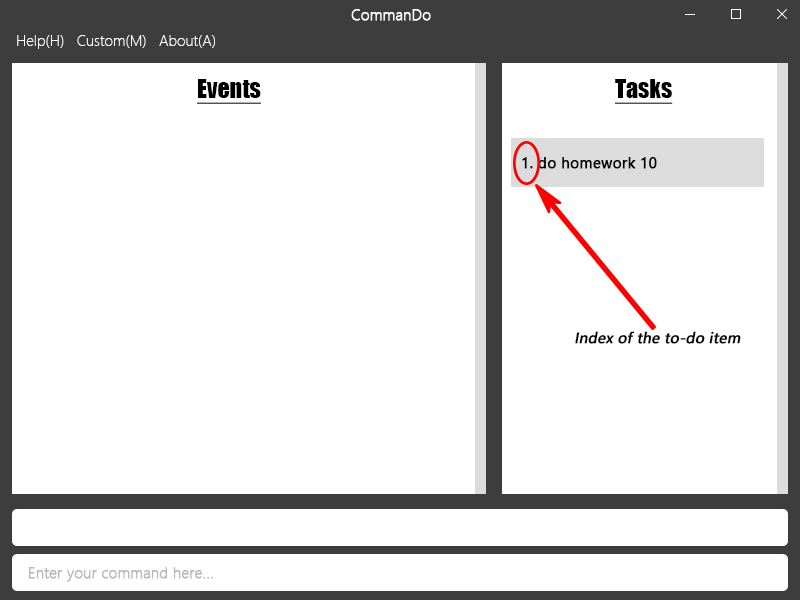 CommanDo
Help(H) Custom(M) About(A)
Events
Tasks
1. do homework 10
Index of the to-do item
Enter your command here...